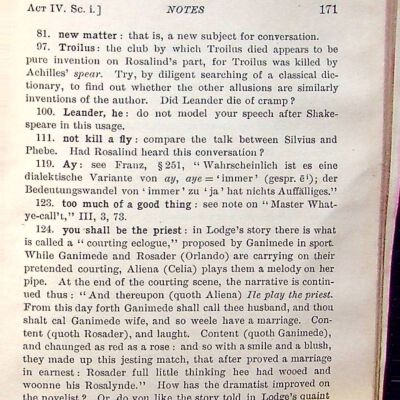 ACT IV. Sc. i.] NOTES 171
81. new matter : that is, a new subject for conversation.
97. Troilus : the club by which Troilus died appears to be
pure invention on Rosalind's part, for Troilus was killed by
Achilles' spear. Try, by diligent searching of a classical dic-
tionary, to find out whether the other allusions are similarly
inventions of the author. Did Leander die of cramp ?
100. Leander, he : do not model your speech after Shake-
speare in this usage.
111. not kill a fly : compare the talk between Silvius and
Phebe. Had Rosalind heard this conversation ?
119. Ay : see Franz, § 251, " Wahrscheinlich ist es eine
dialektische Variante von ay, aye = ' immer ' (gespr. ē¹); der
Bedeutungswandel von ' immer ' zu ' ja ' hat nichts Auffälliges."
123. too much of a good thing : see note on " Master What-
ye-call't," III, 3, 73.
124. you shall be the priest : in Lodge's story there is what
is called a " courting eclogue," proposed by Ganimede in sport.
While Ganimede and Rosader (Orlando) are carrying on their
pretended courting, Aliena (Celia) plays them a melody on her
pipe. At the end of the courting scene, the narrative is contin-
ued thus : " And thereupon (quoth Aliena) Ile play the priest.
From this day forth Ganimede shall call thee husband, and thou
shalt cal Ganimede wife, and so weele have a marriage. Con-
tent (quoth Rosader), and laught. Content (quoth Ganimede),
and chaunged as red as a rose : and so with a smile and a blush,
they made up this jesting match, that after proved a marriage
in earnest : Rosader full little thinking hee had wooed and
woonne his Rosalynde." How has the dramatist improved on
the novelist ? Or do you like the story told in Lodge's quaint